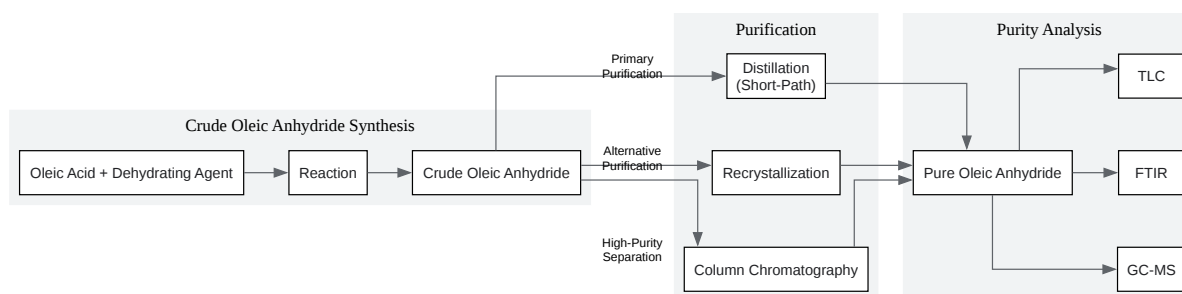 Purification
Purity Analysis
Primary
Purification
Distillation
(Short-Path)
TLC
Crude Oleic Anhydride Synthesis
Alternative
Purification
Oleic Acid + Dehydrating Agent
Reaction
Crude Oleic Anhydride
Recrystallization
Pure Oleic Anhydride
FTIR
High-Purity
Separation
Column Chromatography
GC-MS